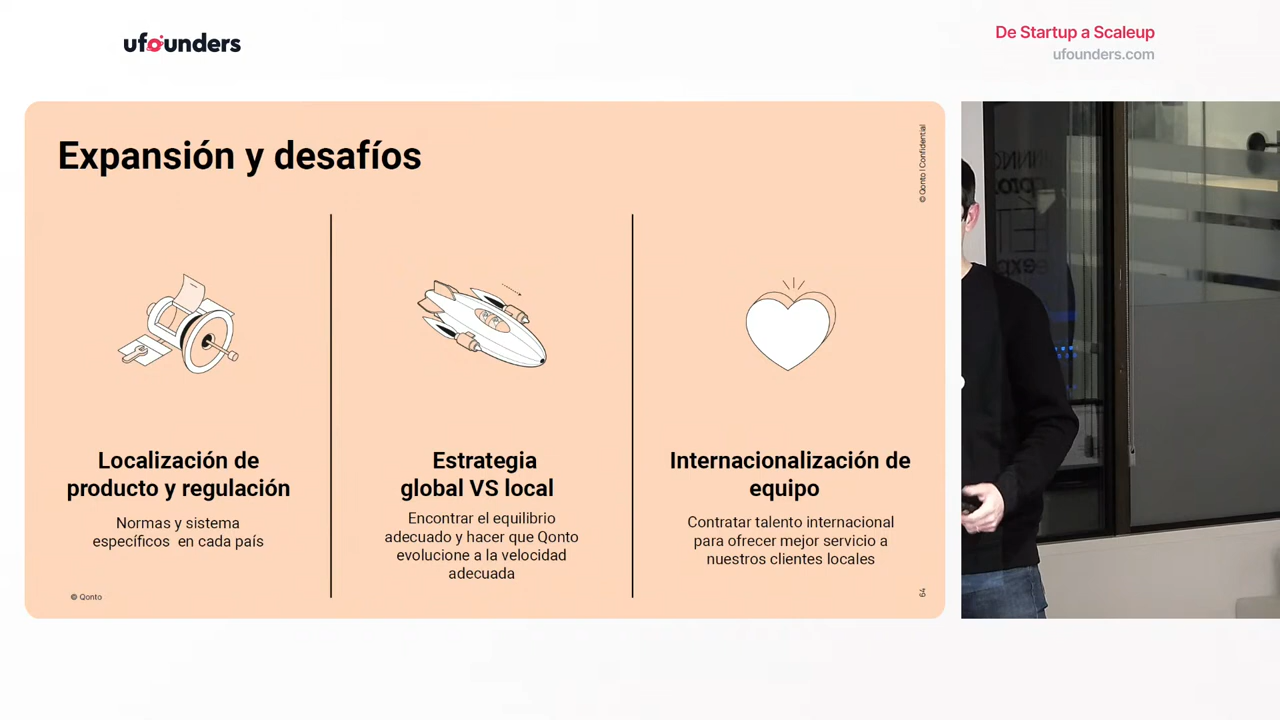 ufounders
De Startup a Scaleup
ufounders.com
Expansión y desafíos
© Qonto | Confidential
Localización de
producto y regulación
Normas y sistema
específicos en cada país
Estrategia
global VS local
Encontrar el equilibrio
adecuado y hacer que Qonto
evolucione a la velocidad
adecuada
Internacionalización de
equipo
Contratar talento internacional
para ofrecer mejor servicio a
nuestros clientes locales
© Qonto
64